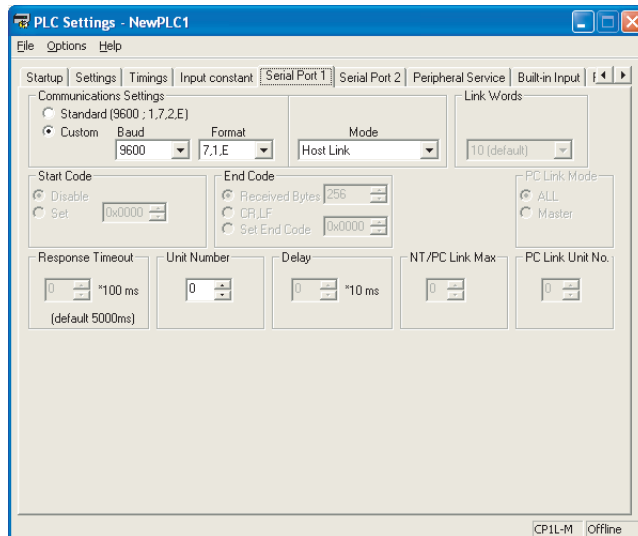 PLC Settings - NewPLC1
File Options Help
Startup Settings Timings Input constant Serial Port 1 Serial Port 2 Peripheral Service Built-in Input
Communications Settings
Link Words
Standard (9600 ; 1,7,2,E)
Custom Baud Format Mode
9600 7,1,E Host Link 10 (default)
Start Code End Code PC Link Mode
Disable Received Bytes 256 ALL
Set 0x0000 CR,LF Master
Set End Code 0x0000
Response Timeout Unit Number Delay NT/PC Link Max PC Link Unit No.
0 *100 ms 0 0 *10 ms 0 0
(default 5000ms)
CP1L-M Offline